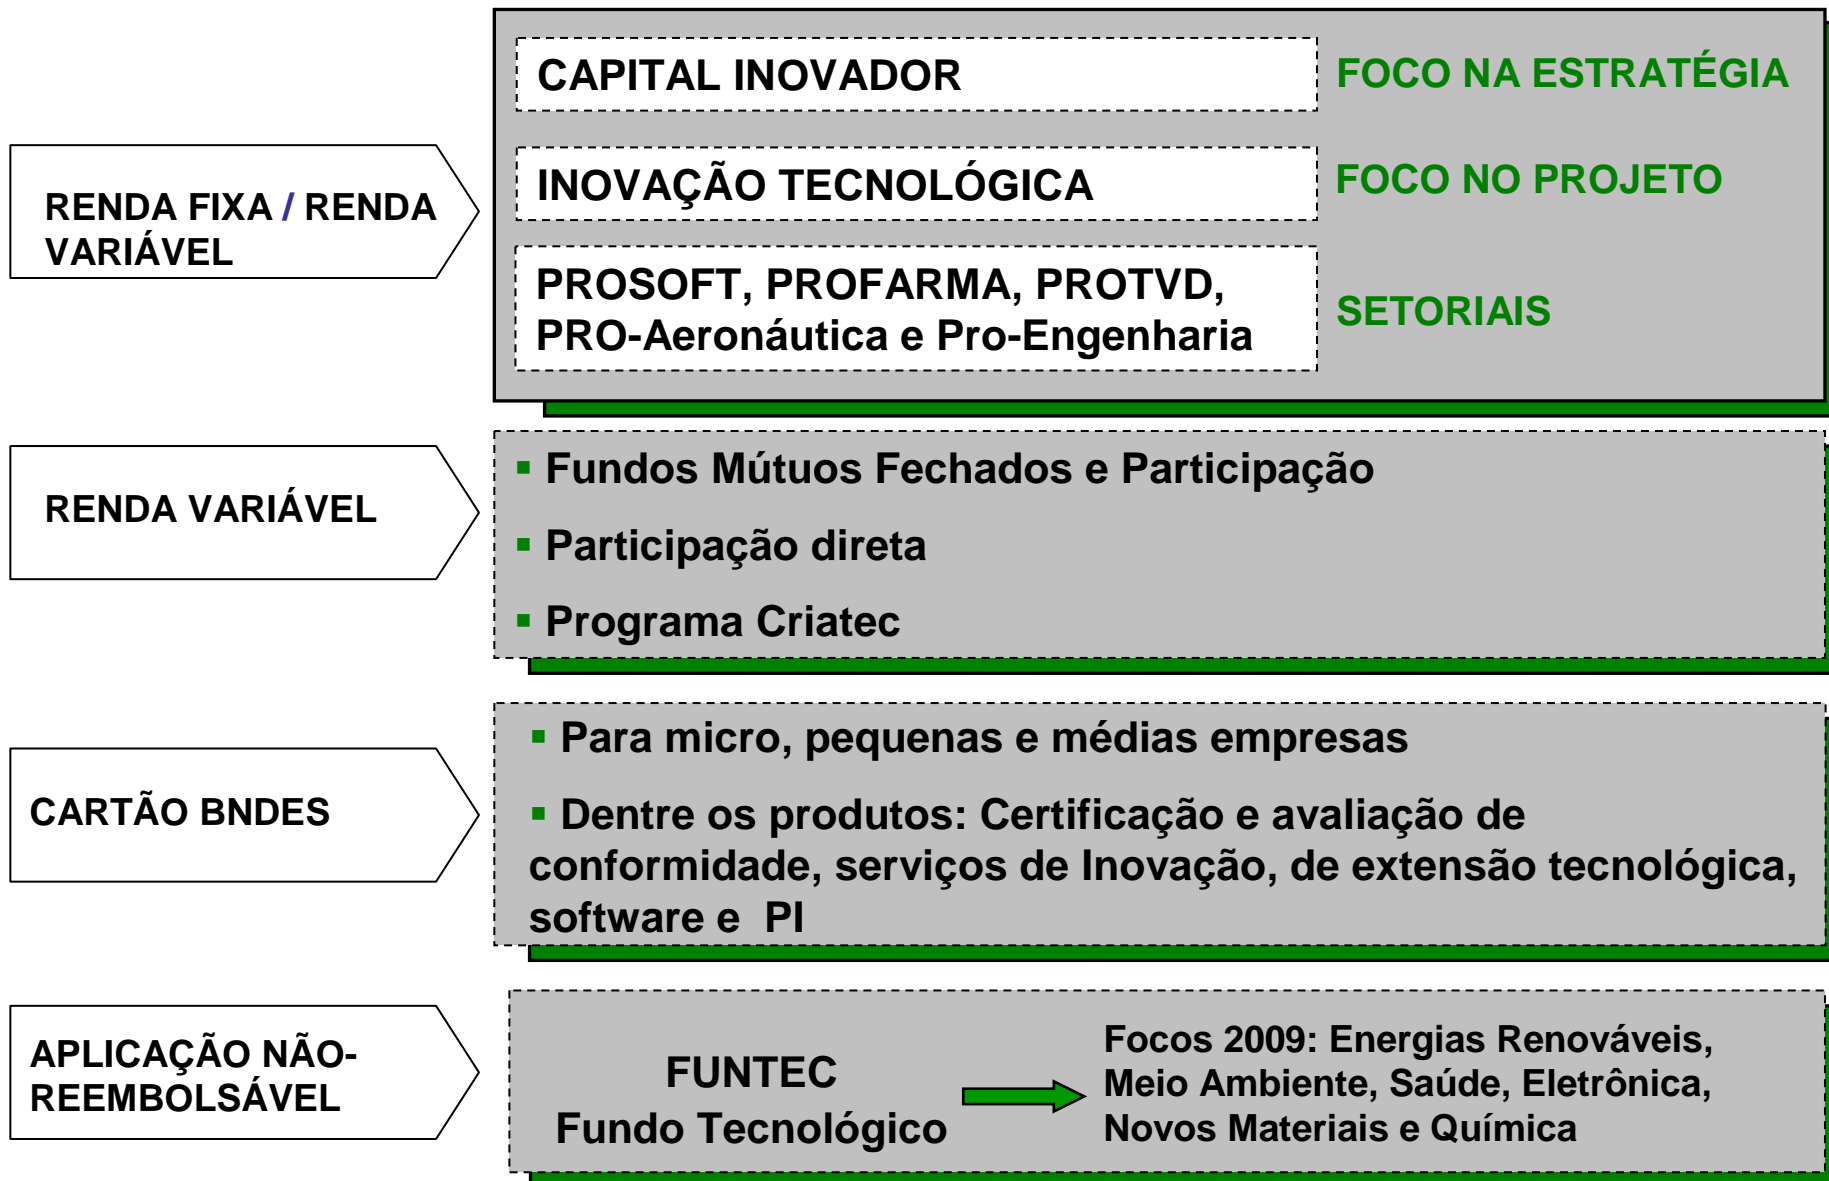 CAPITAL INOVADOR
FOCO NA ESTRATÉGIA
RENDA FIXA / RENDA
VARIÁVEL
INOVAÇÃO TECNOLÓGICA
FOCO NO PROJETO
PROSOFT, PROFARMA, PROTVD,
PRO-Aeronáutica e Pro-Engenharia
SETORIAIS
RENDA VARIÁVEL
▪ Fundos Mútuos Fechados e Participação
▪ Participação direta
▪ Programa Criatec
CARTÃO BNDES
▪ Para micro, pequenas e médias empresas
▪ Dentre os produtos: Certificação e avaliação de
conformidade, serviços de Inovação, de extensão tecnológica,
software e PI
APLICAÇÃO NÃO-
REEMBOLSÁVEL
FUNTEC
Fundo Tecnológico
Focos 2009: Energias Renováveis,
Meio Ambiente, Saúde, Eletrônica,
Novos Materiais e Química